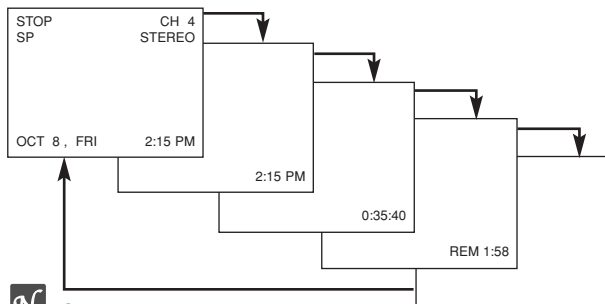 STOP CH 4
SP STEREO
OCT 8 , FRI 2:15 PM
2:15 PM
0:35:40
REM 1:58
N